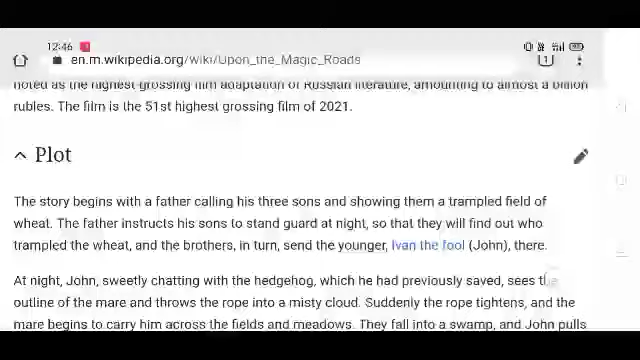 12:46
en.m.wikipedia.org/wiki/Upon_the_Magic_Roads
1
noted as the highest grossing film adaptation of Russian literature, amounting to almost a billion
rubles. The film is the 51st highest grossing film of 2021.
Plot
The story begins with a father calling his three sons and showing them a trampled field of
wheat. The father instructs his sons to stand guard at night, so that they will find out who
trampled the wheat, and the brothers, in turn, send the younger, Ivan the fool (John), there.
At night, John, sweetly chatting with the hedgehog, which he had previously saved, sees the
outline of the mare and throws the rope into a misty cloud. Suddenly the rope tightens, and the
mare begins to carry him across the fields and meadows. They fall into a swamp, and John pulls